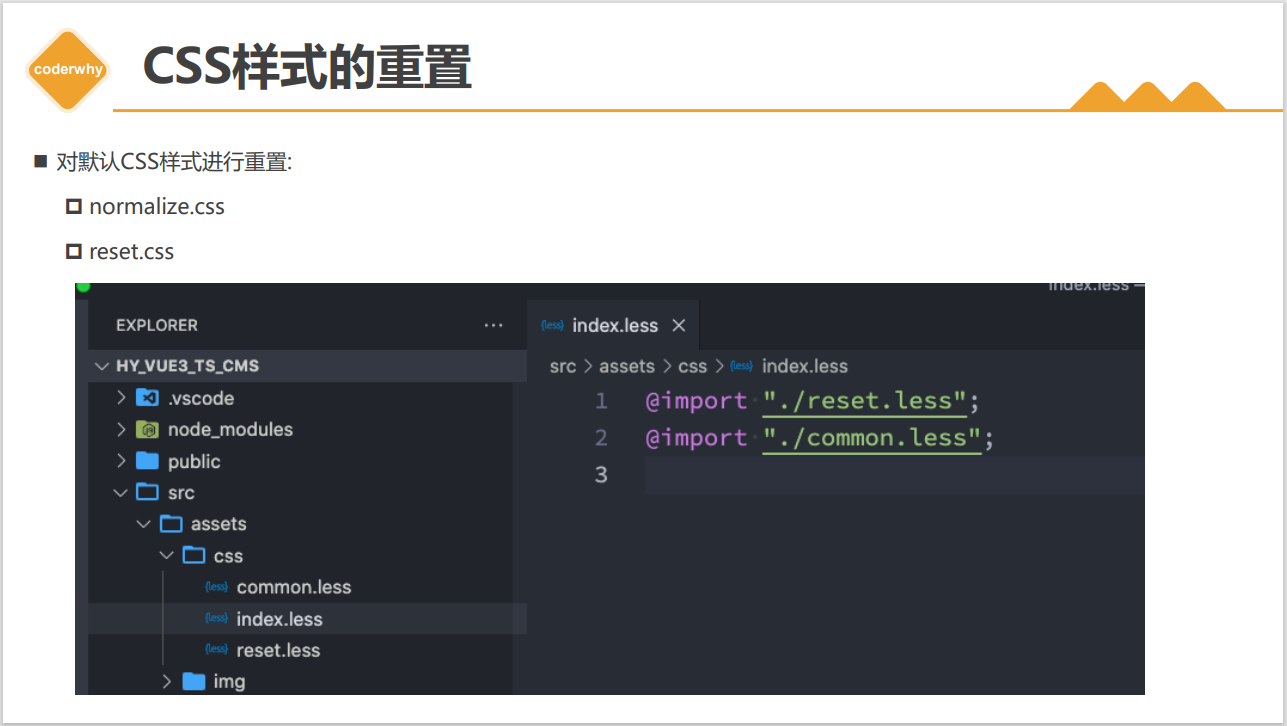 coderwhy
CSS样式的重置
对默认CSS样式进行重置:
normalize.css
reset.css
index.less —
EXPLORER ...
index.less ×
HY_VUE3_TS_CMS
src > assets > css > {less} index.less
.vscode
1 @import "./reset.less";
node_modules
2 @import "./common.less";
public
3
src
assets
css
{less} common.less
{less} index.less
{less} reset.less
img